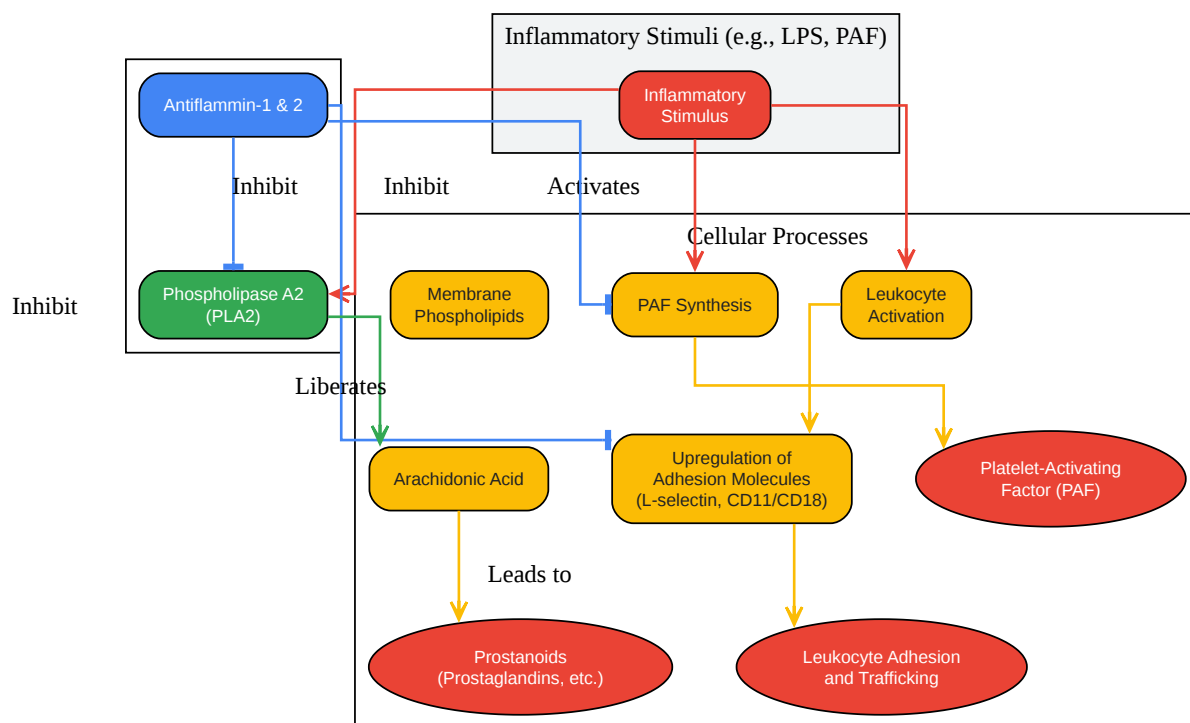 Inflammatory Stimuli (e.g., LPS, PAF)
Antiflammin-1 & 2
Inflammatory
Stimulus
Inhibit
Inhibit
Activates
Cellular Processes
Inhibit
Phospholipase A2
(PLA2)
Membrane
Phospholipids
PAF Synthesis
Leukocyte
Activation
Liberates
Arachidonic Acid
Upregulation of
Adhesion Molecules
(L-selectin, CD11/CD18)
Platelet-Activating
Factor (PAF)
Leads to
Prostanoids
(Prostaglandins, etc.)
Leukocyte Adhesion
and Trafficking